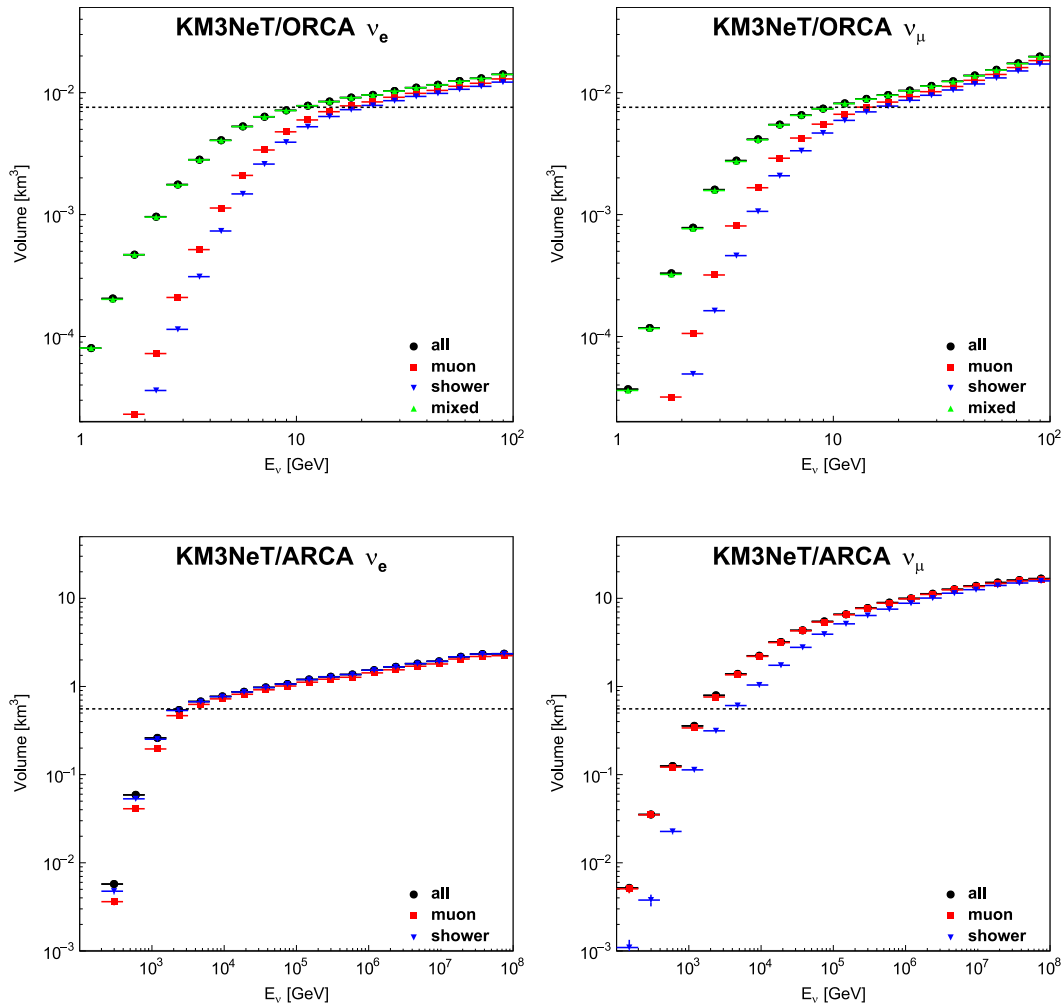 KM3NeT/ORCA νe
Volume [km³]
10⁻²
10⁻³
10⁻⁴
all
muon
shower
mixed
1 10 10²
Eν [GeV]
KM3NeT/ORCA νμ
Volume [km³]
10⁻²
10⁻³
10⁻⁴
all
muon
shower
mixed
1 10 10²
Eν [GeV]
KM3NeT/ARCA νe
Volume [km³]
10
1
10⁻¹
10⁻²
10⁻³
all
muon
shower
10³ 10⁴ 10⁵ 10⁶ 10⁷ 10⁸
Eν [GeV]
KM3NeT/ARCA νμ
Volume [km³]
10
1
10⁻¹
10⁻²
10⁻³
all
muon
shower
10³ 10⁴ 10⁵ 10⁶ 10⁷ 10⁸
Eν [GeV]